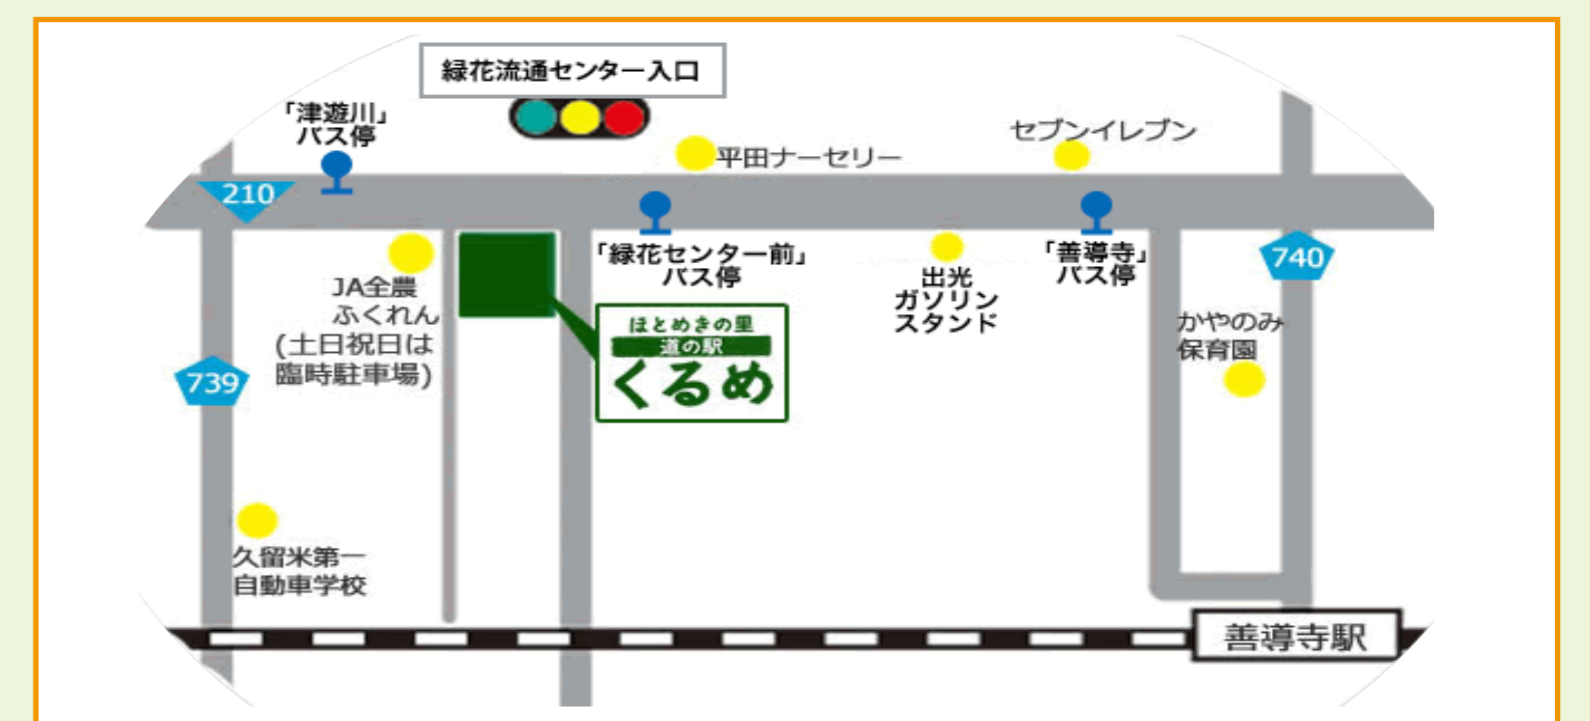 緑花流通センター入口
「津遊川」
バス停
平田ナーセリー
セブンイレブン
210
JA全農
ふくれん
(土日祝日は
臨時駐車場)
「緑花センター前」
バス停
出光
ガソリン
スタンド
「善導寺」
バス停
740
ほとめきの里
道の駅
くるめ
かやのみ
保育園
739
久留米第一
自動車学校
善導寺駅